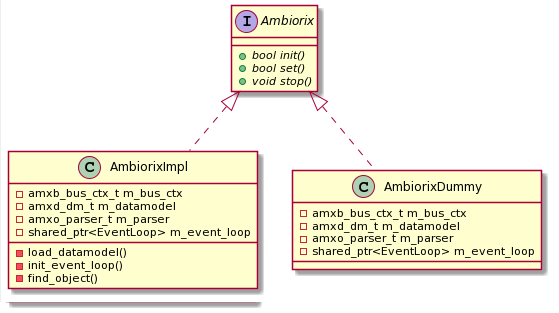 I Ambiorix
bool init()
bool set()
void stop()
C AmbiorixImpl
amxb_bus_ctx_t m_bus_ctx
amxd_dm_t m_datamodel
amxo_parser_t m_parser
shared_ptr<EventLoop> m_event_loop
load_datamodel()
init_event_loop()
find_object()
C AmbiorixDummy
amxb_bus_ctx_t m_bus_ctx
amxd_dm_t m_datamodel
amxo_parser_t m_parser
shared_ptr<EventLoop> m_event_loop